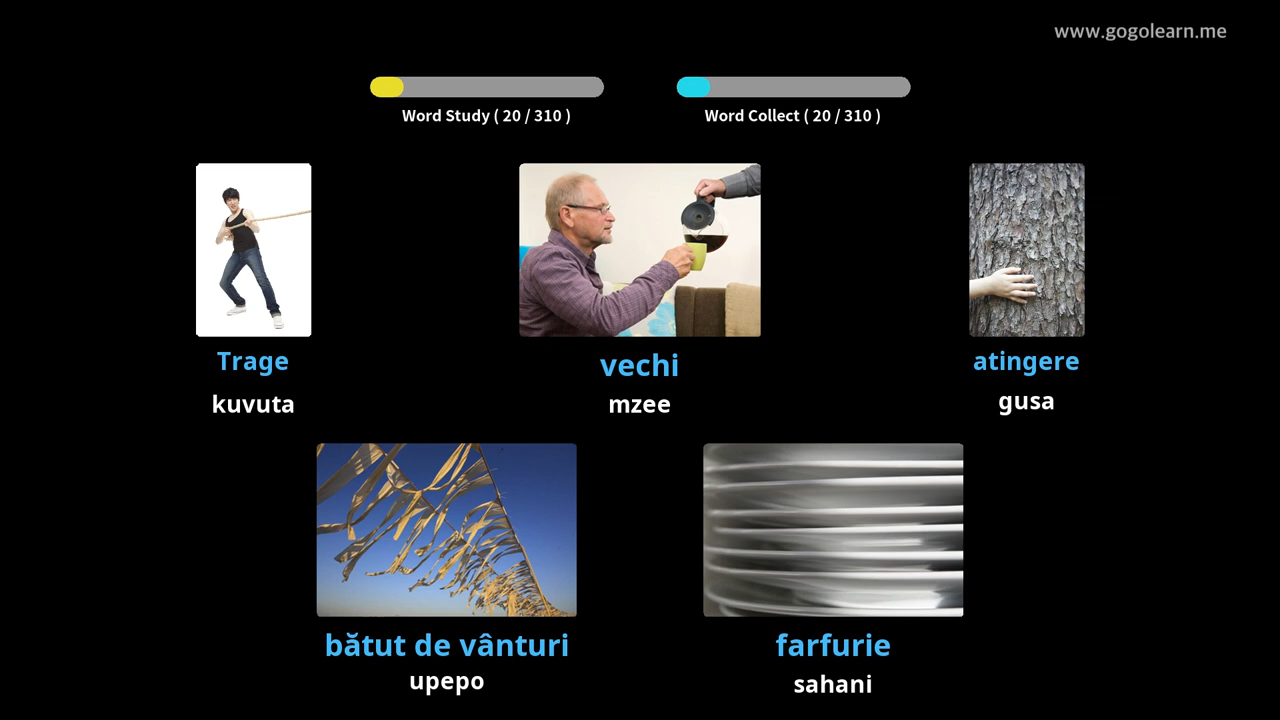 www.gogolearn.me
Word Study ( 20 / 310 )
Word Collect ( 20 / 310 )
Trage
kuvuta
vechi
mzee
atingere
gusa
bătut de vânturi
upepo
farfurie
sahani